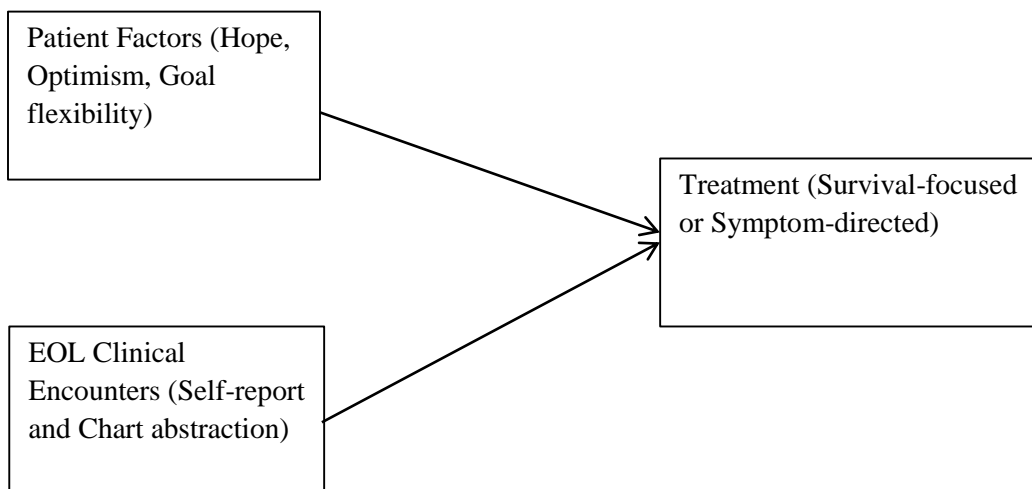 Patient Factors (Hope,
Optimism, Goal
flexibility)
Treatment (Survival-focused
or Symptom-directed)
EOL Clinical
Encounters (Self-report
and Chart abstraction)